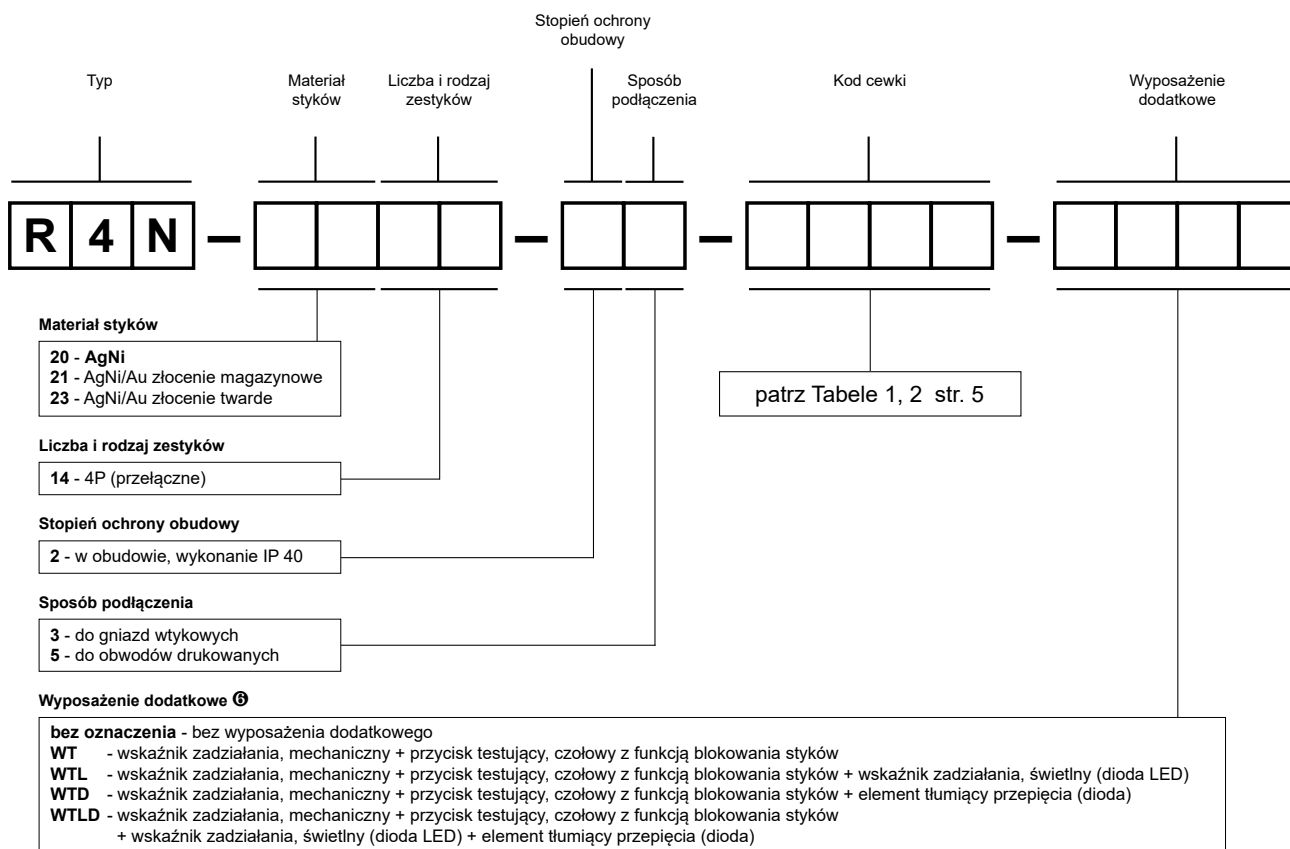 Stopień ochrony
obudowy
Typ
Materiał
styków
Liczba i rodzaj
zestyków
Sposób
podłączenia
Kod cewki
Wyposażenie
dodatkowe
R 4 N – – – –
Materiał styków
20 - AgNi
21 - AgNi/Au złocenie magazynowe
23 - AgNi/Au złocenie twarde
patrz Tabele 1, 2 str. 5
Liczba i rodzaj zestyków
14 - 4P (przełączne)
Stopień ochrony obudowy
2 - w obudowie, wykonanie IP 40
Sposób podłączenia
3 - do gniazd wtykowych
5 - do obwodów drukowanych
Wyposażenie dodatkowe ❻
bez oznaczenia - bez wyposażenia dodatkowego
WT - wskaźnik zadziałania, mechaniczny + przycisk testujący, czołowy z funkcją blokowania styków
WTL - wskaźnik zadziałania, mechaniczny + przycisk testujący, czołowy z funkcją blokowania styków + wskaźnik zadziałania, świetlny (dioda LED)
WTD - wskaźnik zadziałania, mechaniczny + przycisk testujący, czołowy z funkcją blokowania styków + element tłumiący przepięcia (dioda)
WTLD - wskaźnik zadziałania, mechaniczny + przycisk testujący, czołowy z funkcją blokowania styków
+ wskaźnik zadziałania, świetlny (dioda LED) + element tłumiący przepięcia (dioda)